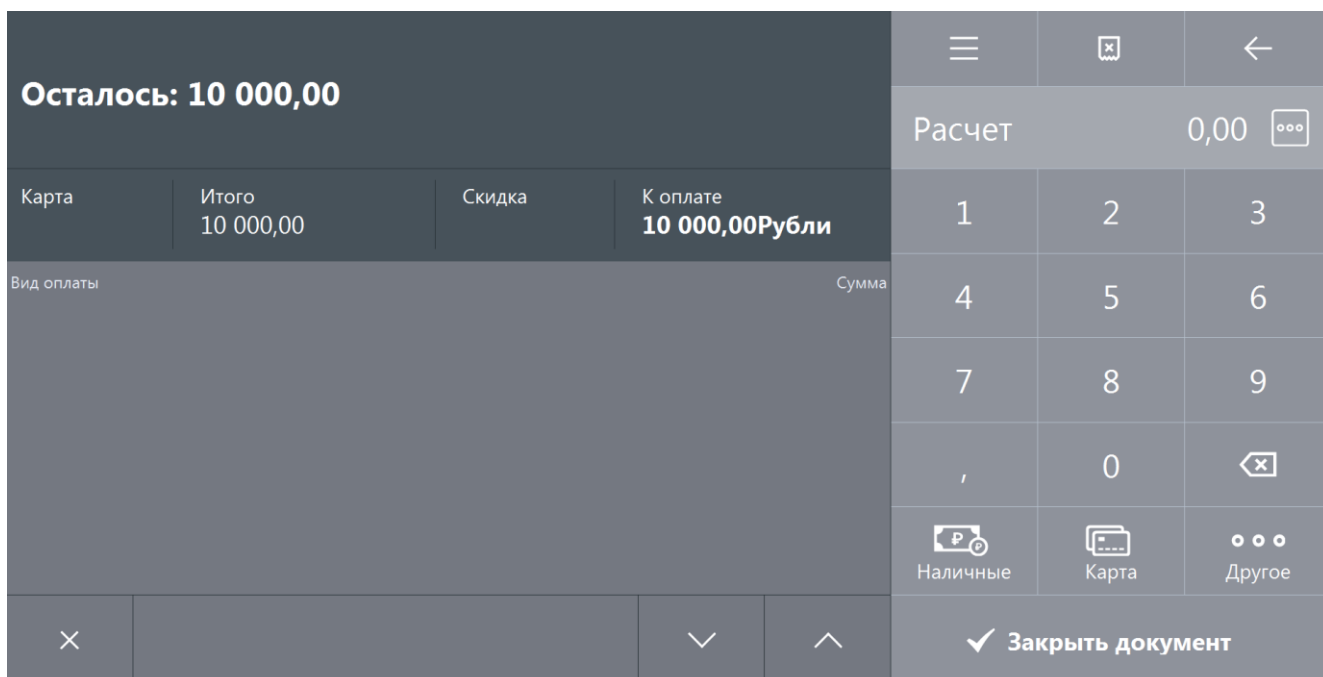 Осталось: 10 000,00
Карта Итого Скидка К оплате
10 000,00 10 000,00Рубли
Вид оплаты Сумма
Расчет 0,00
1 2 3
4 5 6
7 8 9
, 0
Наличные Карта Другое
Закрыть документ